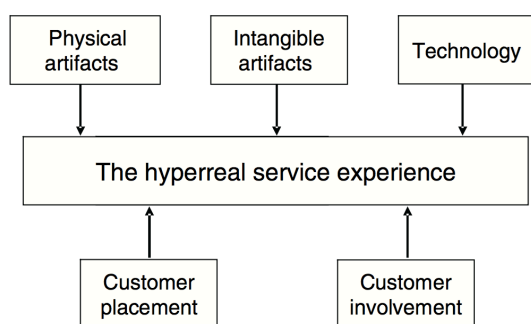 Physical
artifacts
Intangible
artifacts
Technology
The hyperreal service experience
Customer
placement
Customer
involvement